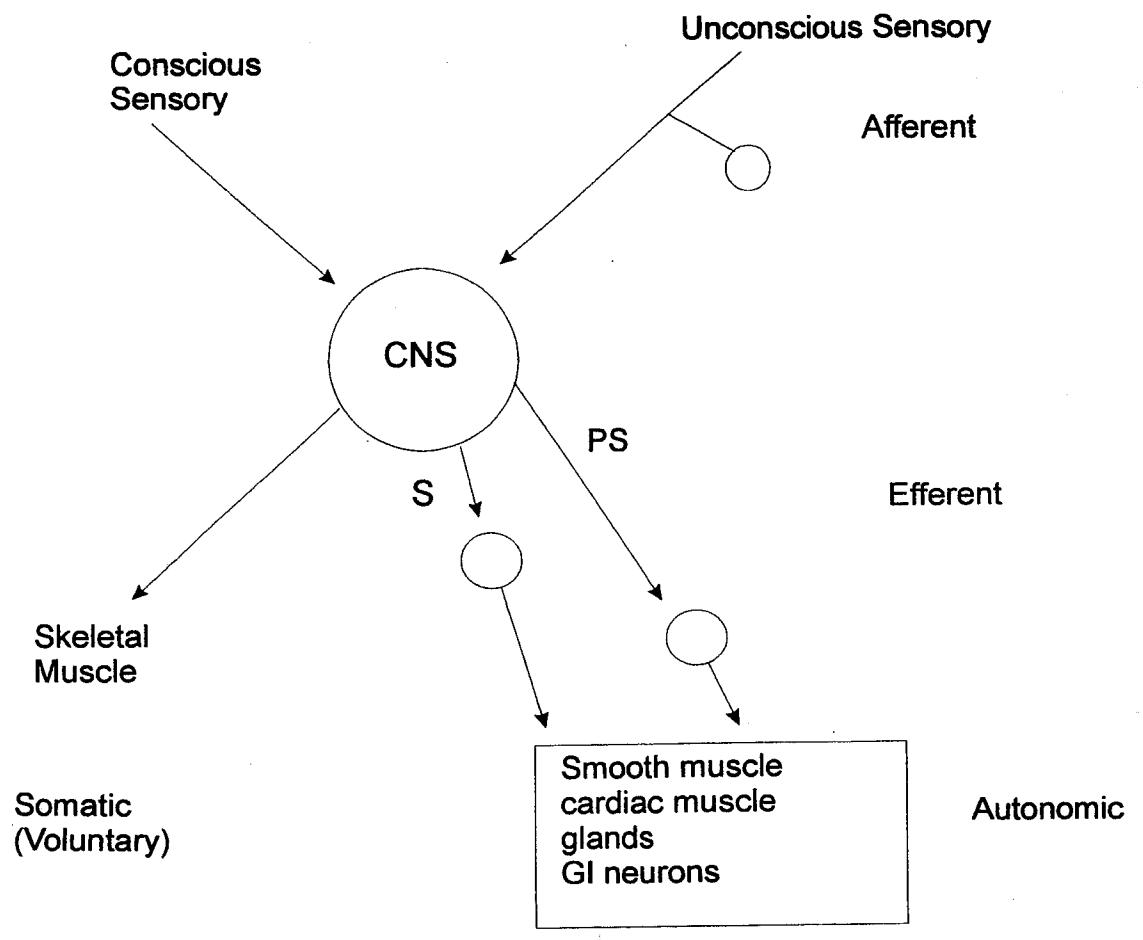 Unconscious Sensory
Conscious
Sensory
Afferent
CNS
PS
S
Efferent
Skeletal
Muscle
Smooth muscle
cardiac muscle
glands
GI neurons
Somatic
(Voluntary)
Autonomic